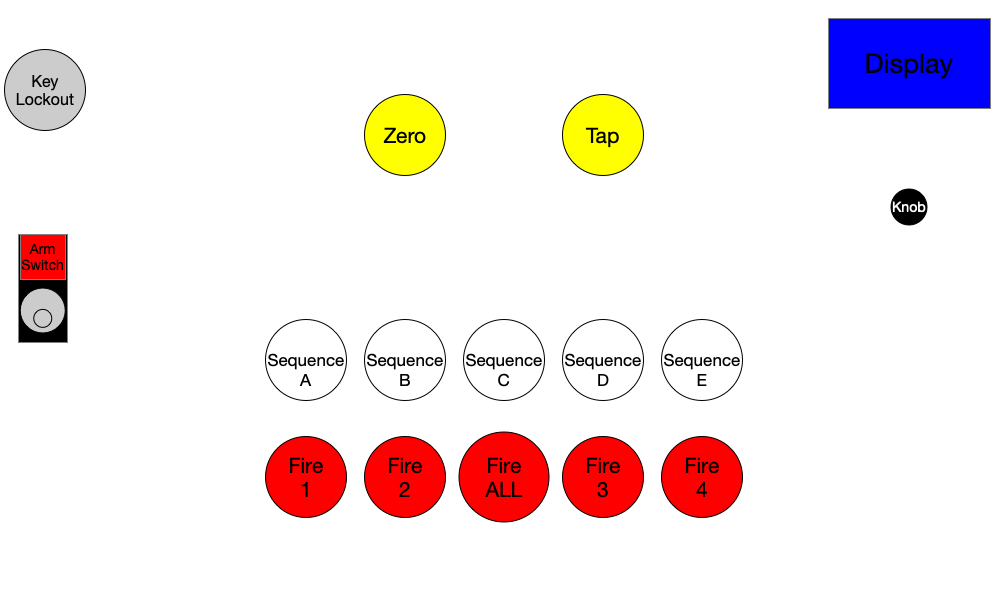 Key
Lockout
Display
Zero
Tap
Knob
Arm
Switch
Sequence
A
Sequence
B
Sequence
C
Sequence
D
Sequence
E
Fire
1
Fire
2
Fire
ALL
Fire
3
Fire
4